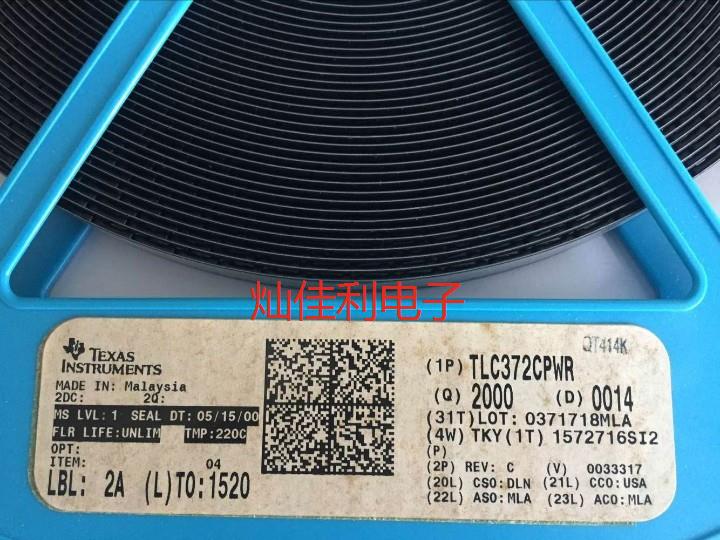 灿佳利电子
TEXAS
INSTRUMENTS
MADE IN: Malaysia
2DC: 2Q:
MS LVL: 1 SEAL DT: 05/15/00
FLR LIFE:UNLIM TMP:220C
OPT:
ITEM: 04
LBL: 2A (L)TO:1520
QT414K
(1P) TLC372CPWR
(Q) 2000 (D) 0014
(31T)LOT: 0371718MLA
(4W) TKY(1T) 1572716SI2
(P)
(2P) REV: C (V) 0033317
(20L) CSO:DLN (21L) CCO:USA
(22L) ASO:MLA (23L) ACO:MLA